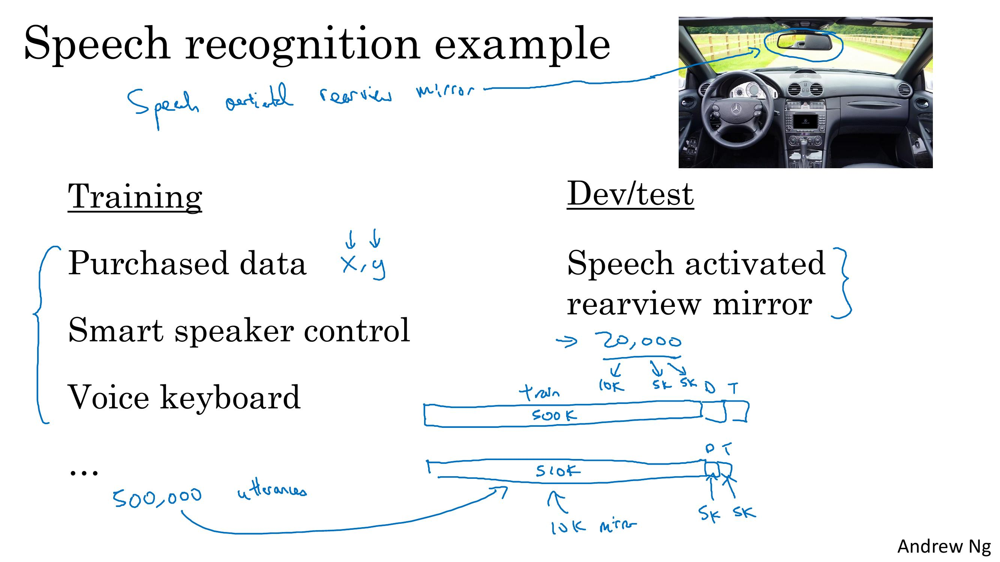 Speech recognition example
Speech activated rearview mirror
Training
Purchased data x, y
Smart speaker control
Voice keyboard
...
500,000 utterances
Dev/test
Speech activated
rearview mirror
→ 20,000
10K 5K 5K
train D T
500K
D T
510K
10K mirror
5K 5K
Andrew Ng